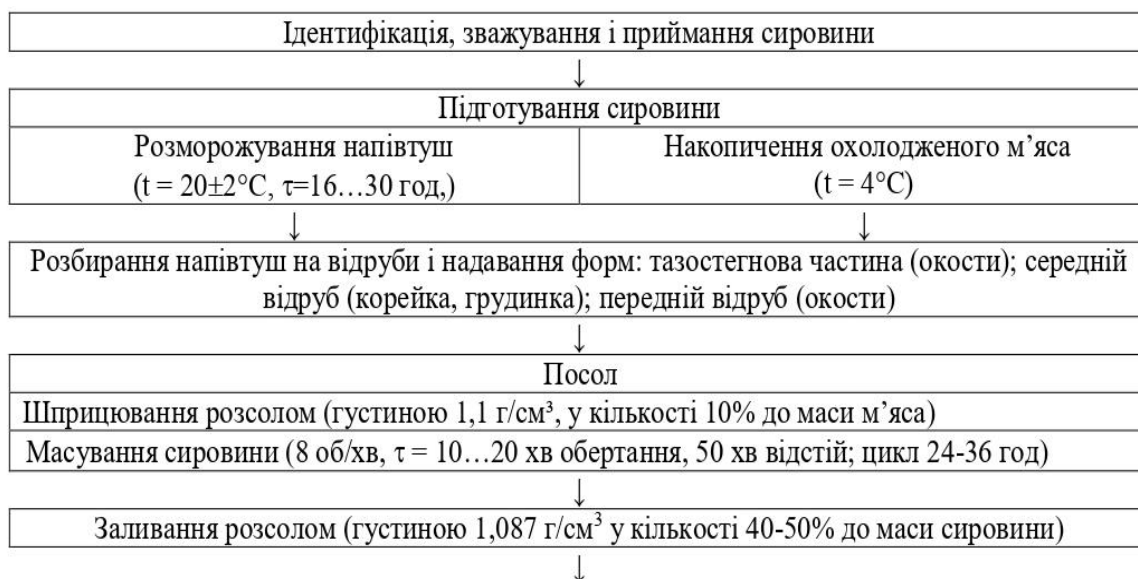 Ідентифікація, зважування і приймання сировини
↓
Підготування сировини
Розморожування напівтуш
(t = 20±2°C, τ=16…30 год,)
Накопичення охолодженого м’яса
(t = 4°C)
↓ ↓
Розбирання напівтуш на відруби і надавання форм: тазостегнова частина (окости); середній
відруб (корейка, грудинка); передній відруб (окости)
↓
Посол
Шприцювання розсолом (густиною 1,1 г/см³, у кількості 10% до маси м’яса)
Масування сировини (8 об/хв, τ = 10…20 хв обертання, 50 хв відстій; цикл 24-36 год)
↓
Заливання розсолом (густиною 1,087 г/см³ у кількості 40-50% до маси сировини)
↓